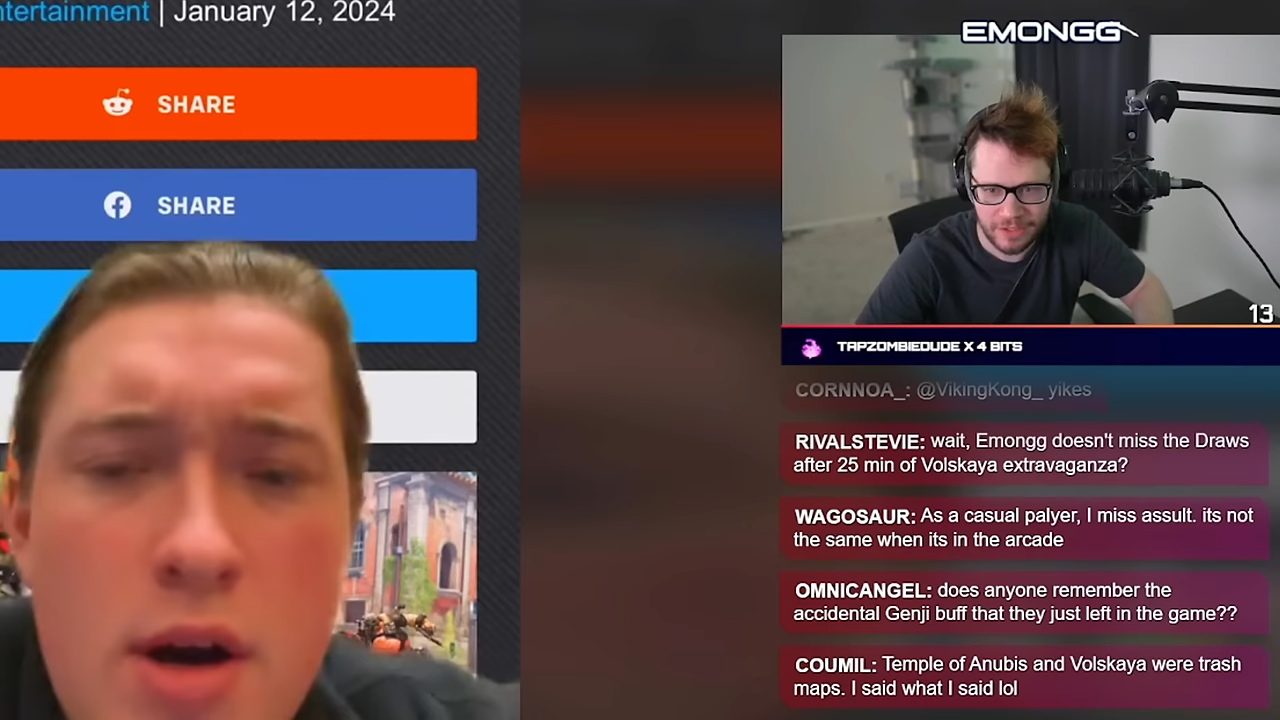 ntertainment | January 12, 2024
SHARE
SHARE
EMONGG
13
TAPZOMBIEDUDE X 4 BITS
CORNNOA_: @VikingKong_ yikes
RIVALSTEVIE: wait, Emongg doesn't miss the Draws
after 25 min of Volskaya extravaganza?
WAGOSAUR: As a casual palyer, I miss assult. its not
the same when its in the arcade
OMNICANGEL: does anyone remember the
accidental Genji buff that they just left in the game??
COUMIL: Temple of Anubis and Volskaya were trash
maps. I said what I said lol